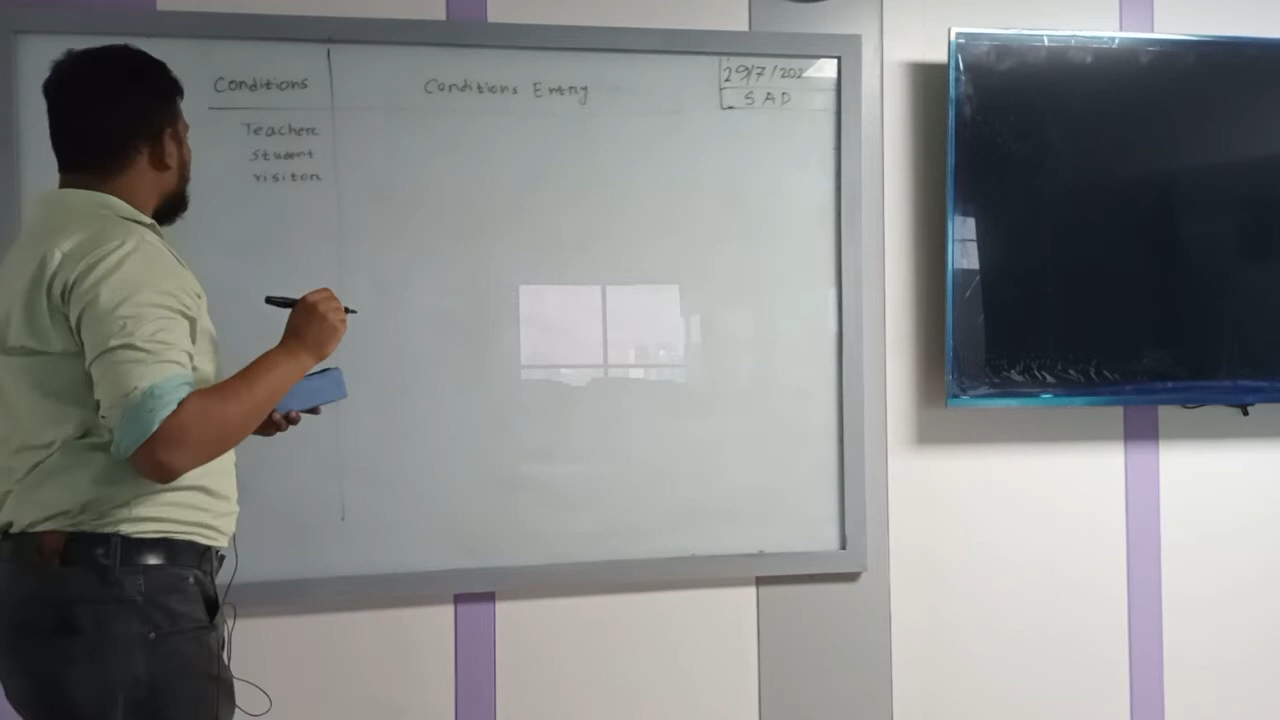 Conditions
Conditions Entry
29/7/202
SAD
Teacher
Student
Visitor